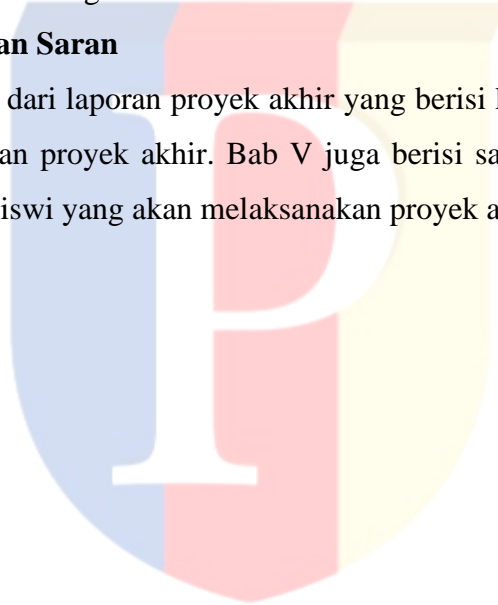 an Saran
dari laporan proyek akhir yang berisi
an proyek akhir. Bab V juga berisi sa
iswi yang akan melaksanakan proyek a
P